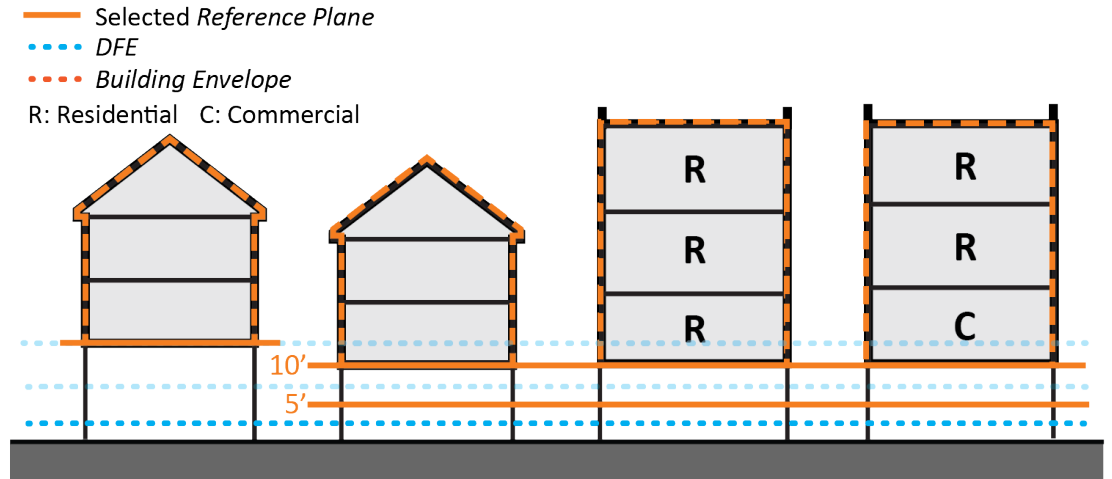 Selected Reference Plane
DFE
Building Envelope
R: Residential C: Commercial
R
R
R
R
R
C
10’
5’